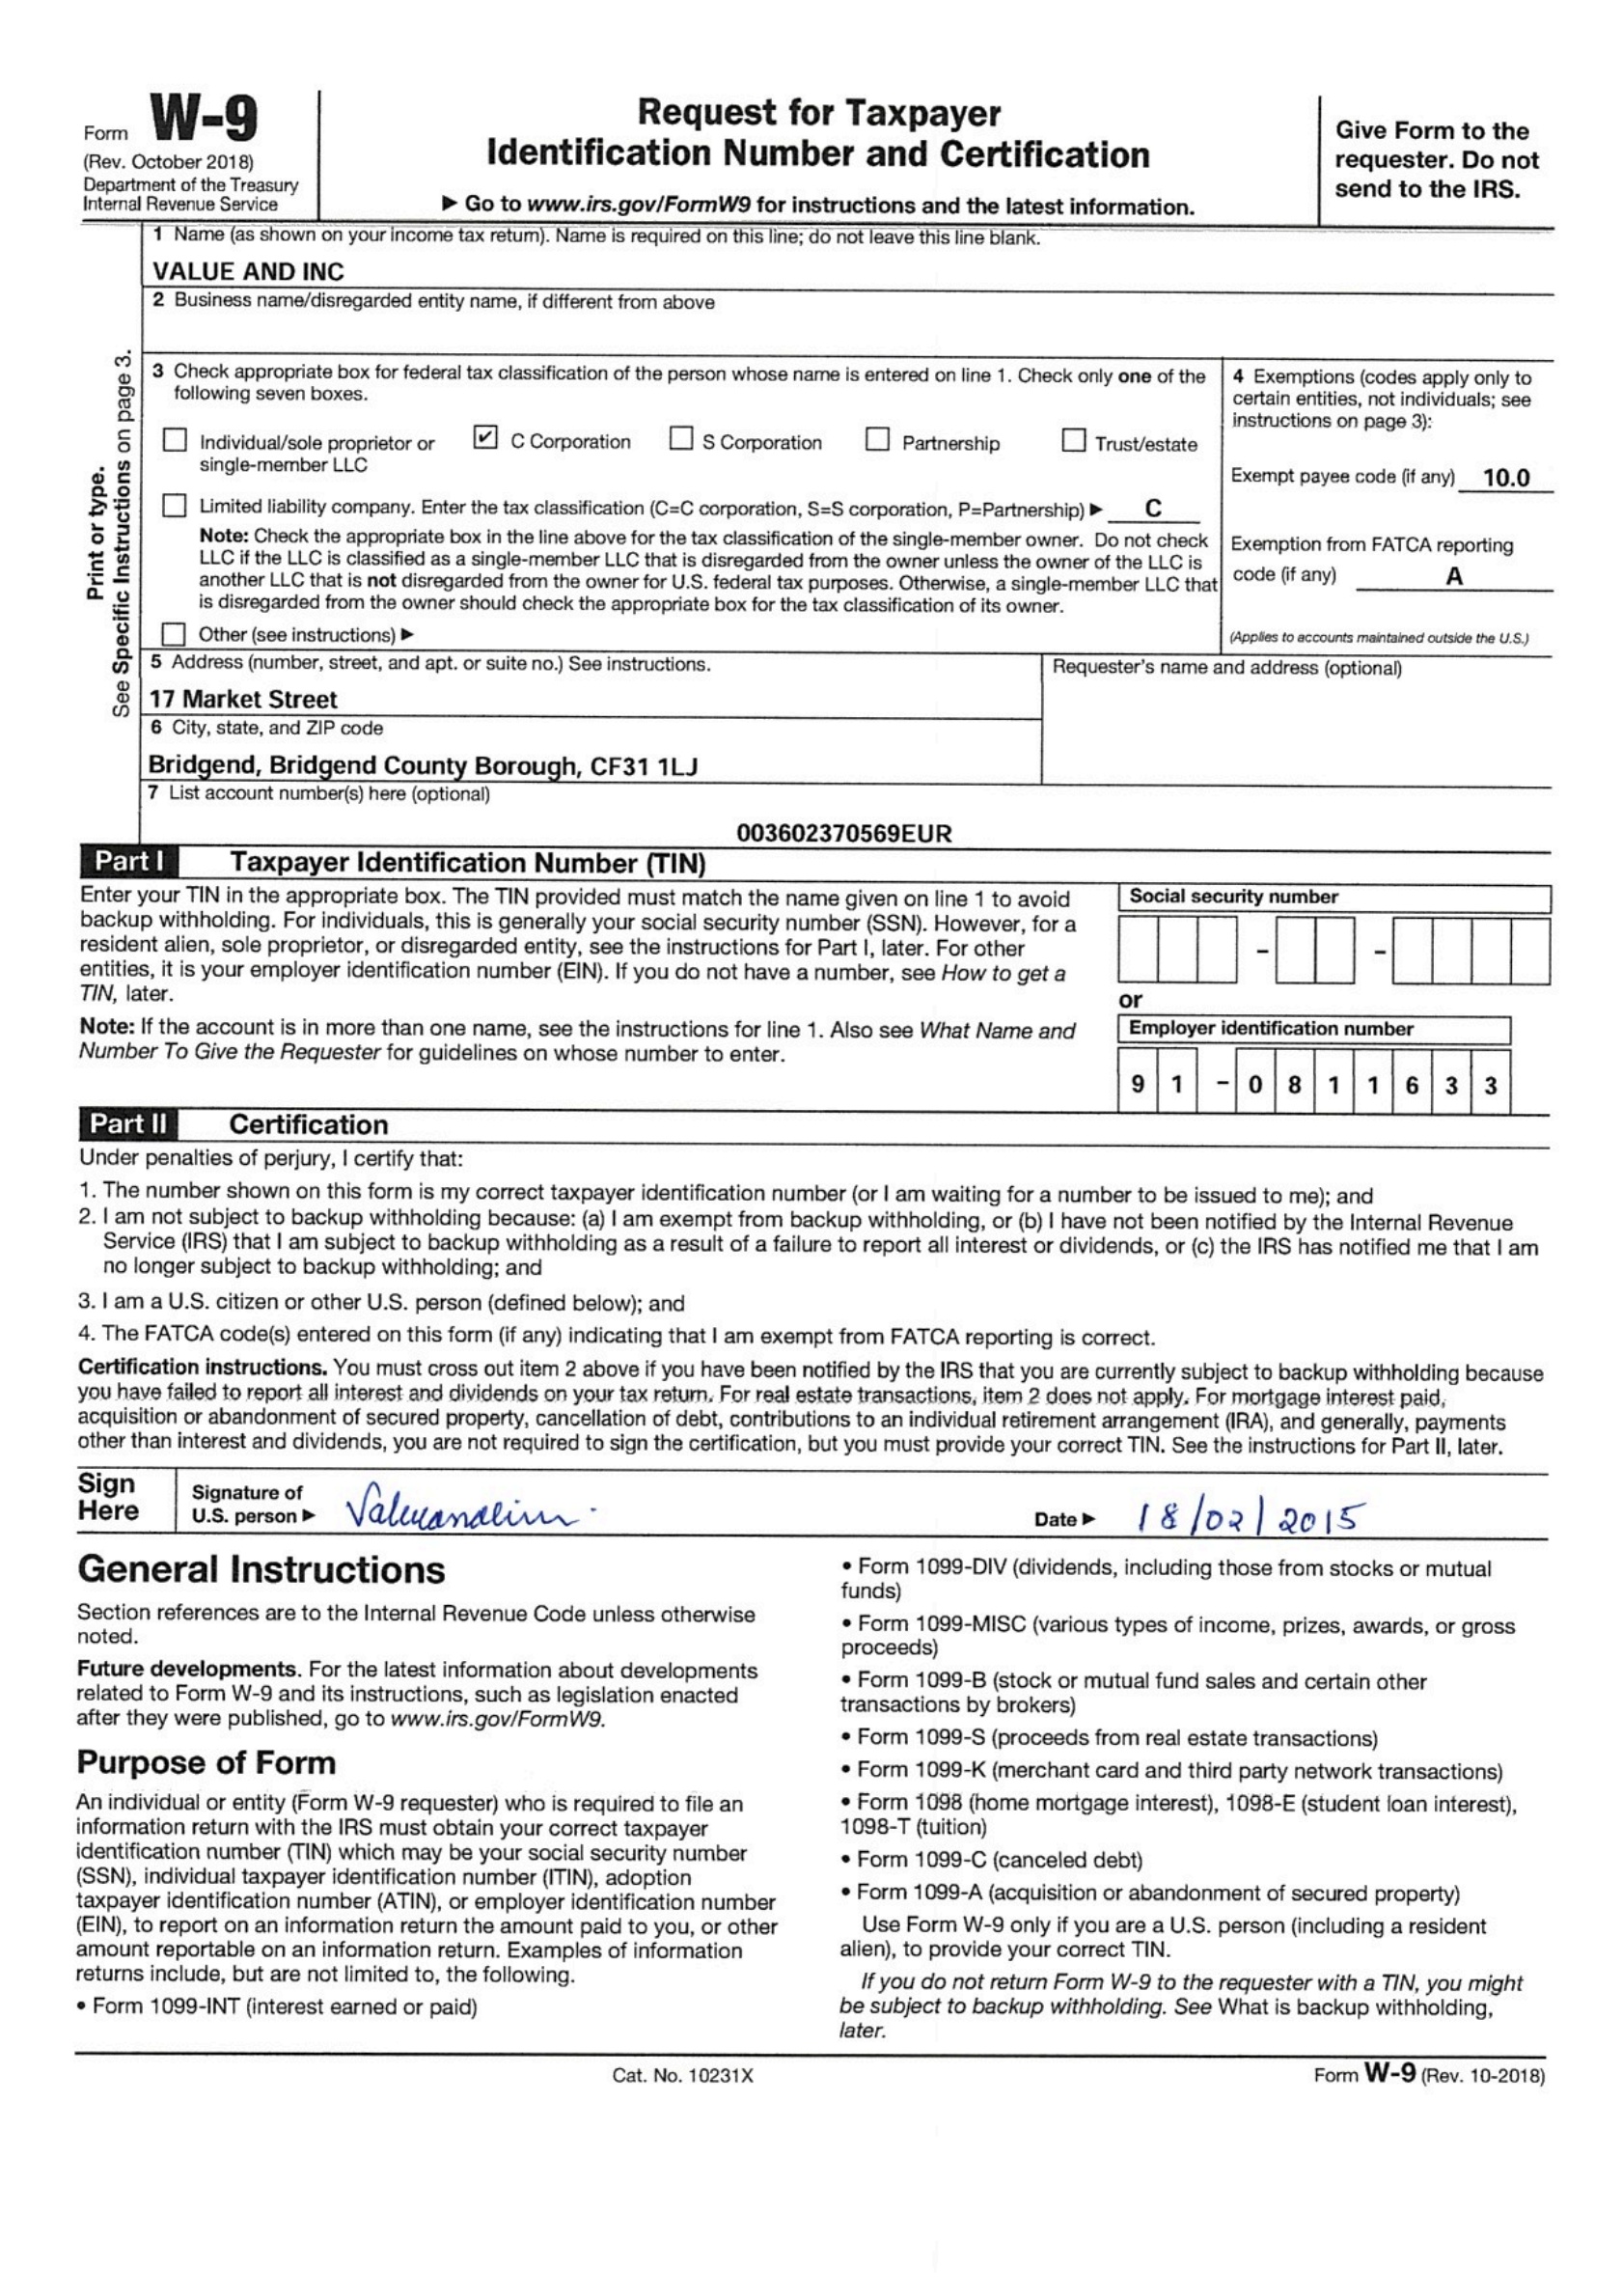 Form W-9
(Rev. October 2018)
Department of the Treasury
Internal Revenue Service
Request for Taxpayer
Identification Number and Certification
▶ Go to www.irs.gov/FormW9 for instructions and the latest information.
Give Form to the
requester. Do not
send to the IRS.
Print or type.
See Specific Instructions on page 3.
1 Name (as shown on your income tax return). Name is required on this line; do not leave this line blank.
VALUE AND INC
2 Business name/disregarded entity name, if different from above
3 Check appropriate box for federal tax classification of the person whose name is entered on line 1. Check only one of the
following seven boxes.
☐ Individual/sole proprietor or
single-member LLC
☑ C Corporation
☐ S Corporation
☐ Partnership
☐ Trust/estate
☐ Limited liability company. Enter the tax classification (C=C corporation, S=S corporation, P=Partnership) ▶ C
Note: Check the appropriate box in the line above for the tax classification of the single-member owner. Do not check
LLC if the LLC is classified as a single-member LLC that is disregarded from the owner unless the owner of the LLC is
another LLC that is not disregarded from the owner for U.S. federal tax purposes. Otherwise, a single-member LLC that
is disregarded from the owner should check the appropriate box for the tax classification of its owner.
☐ Other (see instructions) ▶
4 Exemptions (codes apply only to
certain entities, not individuals; see
instructions on page 3):
Exempt payee code (if any) 10.0
Exemption from FATCA reporting
code (if any) A
(Applies to accounts maintained outside the U.S.)
5 Address (number, street, and apt. or suite no.) See instructions.
17 Market Street
6 City, state, and ZIP code
Bridgend, Bridgend County Borough, CF31 1LJ
Requester's name and address (optional)
7 List account number(s) here (optional)
003602370569EUR
Part I Taxpayer Identification Number (TIN)
Enter your TIN in the appropriate box. The TIN provided must match the name given on line 1 to avoid
backup withholding. For individuals, this is generally your social security number (SSN). However, for a
resident alien, sole proprietor, or disregarded entity, see the instructions for Part I, later. For other
entities, it is your employer identification number (EIN). If you do not have a number, see How to get a
TIN, later.
Note: If the account is in more than one name, see the instructions for line 1. Also see What Name and
Number To Give the Requester for guidelines on whose number to enter.
Social security number
– –
or
Employer identification number
9 1 – 0 8 1 1 6 3 3
Part II Certification
Under penalties of perjury, I certify that:
1. The number shown on this form is my correct taxpayer identification number (or I am waiting for a number to be issued to me); and
2. I am not subject to backup withholding because: (a) I am exempt from backup withholding, or (b) I have not been notified by the Internal Revenue
Service (IRS) that I am subject to backup withholding as a result of a failure to report all interest or dividends, or (c) the IRS has notified me that I am
no longer subject to backup withholding; and
3. I am a U.S. citizen or other U.S. person (defined below); and
4. The FATCA code(s) entered on this form (if any) indicating that I am exempt from FATCA reporting is correct.
Certification instructions. You must cross out item 2 above if you have been notified by the IRS that you are currently subject to backup withholding because
you have failed to report all interest and dividends on your tax return. For real estate transactions, item 2 does not apply. For mortgage interest paid,
acquisition or abandonment of secured property, cancellation of debt, contributions to an individual retirement arrangement (IRA), and generally, payments
other than interest and dividends, you are not required to sign the certification, but you must provide your correct TIN. See the instructions for Part II, later.
Sign
Here
Signature of
U.S. person ▶
Date ▶ 18/02/2015
General Instructions
Section references are to the Internal Revenue Code unless otherwise
noted.
Future developments. For the latest information about developments
related to Form W-9 and its instructions, such as legislation enacted
after they were published, go to www.irs.gov/FormW9.
Purpose of Form
An individual or entity (Form W-9 requester) who is required to file an
information return with the IRS must obtain your correct taxpayer
identification number (TIN) which may be your social security number
(SSN), individual taxpayer identification number (ITIN), adoption
taxpayer identification number (ATIN), or employer identification number
(EIN), to report on an information return the amount paid to you, or other
amount reportable on an information return. Examples of information
returns include, but are not limited to, the following.
• Form 1099-INT (interest earned or paid)
• Form 1099-DIV (dividends, including those from stocks or mutual
funds)
• Form 1099-MISC (various types of income, prizes, awards, or gross
proceeds)
• Form 1099-B (stock or mutual fund sales and certain other
transactions by brokers)
• Form 1099-S (proceeds from real estate transactions)
• Form 1099-K (merchant card and third party network transactions)
• Form 1098 (home mortgage interest), 1098-E (student loan interest),
1098-T (tuition)
• Form 1099-C (canceled debt)
• Form 1099-A (acquisition or abandonment of secured property)
Use Form W-9 only if you are a U.S. person (including a resident
alien), to provide your correct TIN.
If you do not return Form W-9 to the requester with a TIN, you might
be subject to backup withholding. See What is backup withholding,
later.
Cat. No. 10231X
Form W-9 (Rev. 10-2018)